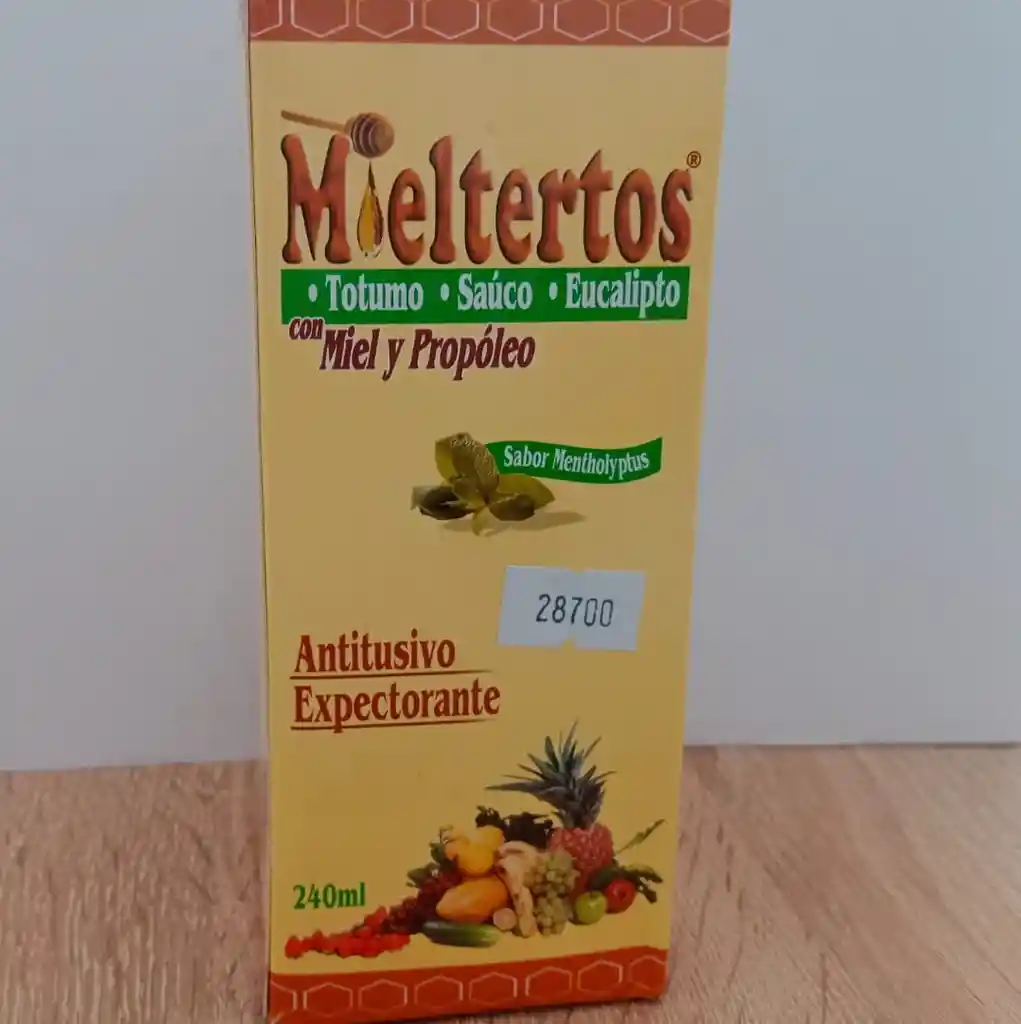 Mieltertos®
• Totumo • Saúco • Eucalipto
con Miel y Propóleo
Sabor Mentholyptus
28700
Antitusivo
Expectorante
240ml